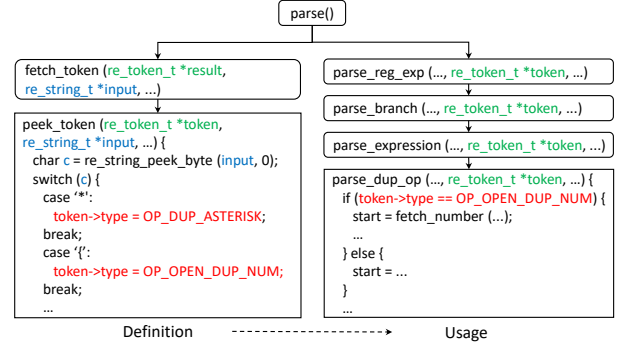 parse()
fetch_token (re_token_t *result,
re_string_t *input, ...)
peek_token (re_token_t *token,
re_string_t *input, ...) {
char c = re_string_peek_byte (input, 0);
switch (c) {
case '*':
token->type = OP_DUP_ASTERISK;
break;
case ‘{’:
token->type = OP_OPEN_DUP_NUM;
break;
...
Definition
parse_reg_exp (..., re_token_t *token, ...)
parse_branch (..., re_token_t *token, ...)
parse_expression (..., re_token_t *token, ...)
parse_dup_op (..., re_token_t *token, ...) {
if (token->type == OP_OPEN_DUP_NUM) {
start = fetch_number (...);
...
} else {
start = ...
}
...
Usage